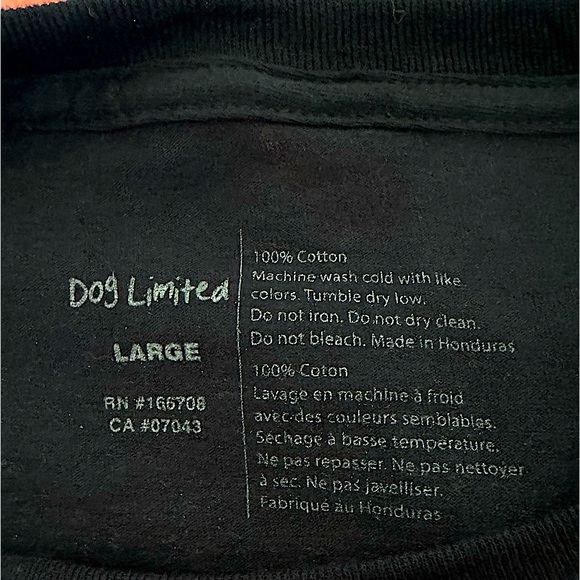 Dog Limited
LARGE
RN #166708
CA #07043
100% Cotton
Machine wash cold with like
colors. Tumble dry low.
Do not iron. Do not dry clean.
Do not bleach. Made in Honduras
100% Coton
Lavage en machine à froid
avec des couleurs semblables.
Séchage à basse température.
Ne pas repasser. Ne pas nettoyer
à sec. Ne pas javelliser.
Fabriqué au Honduras